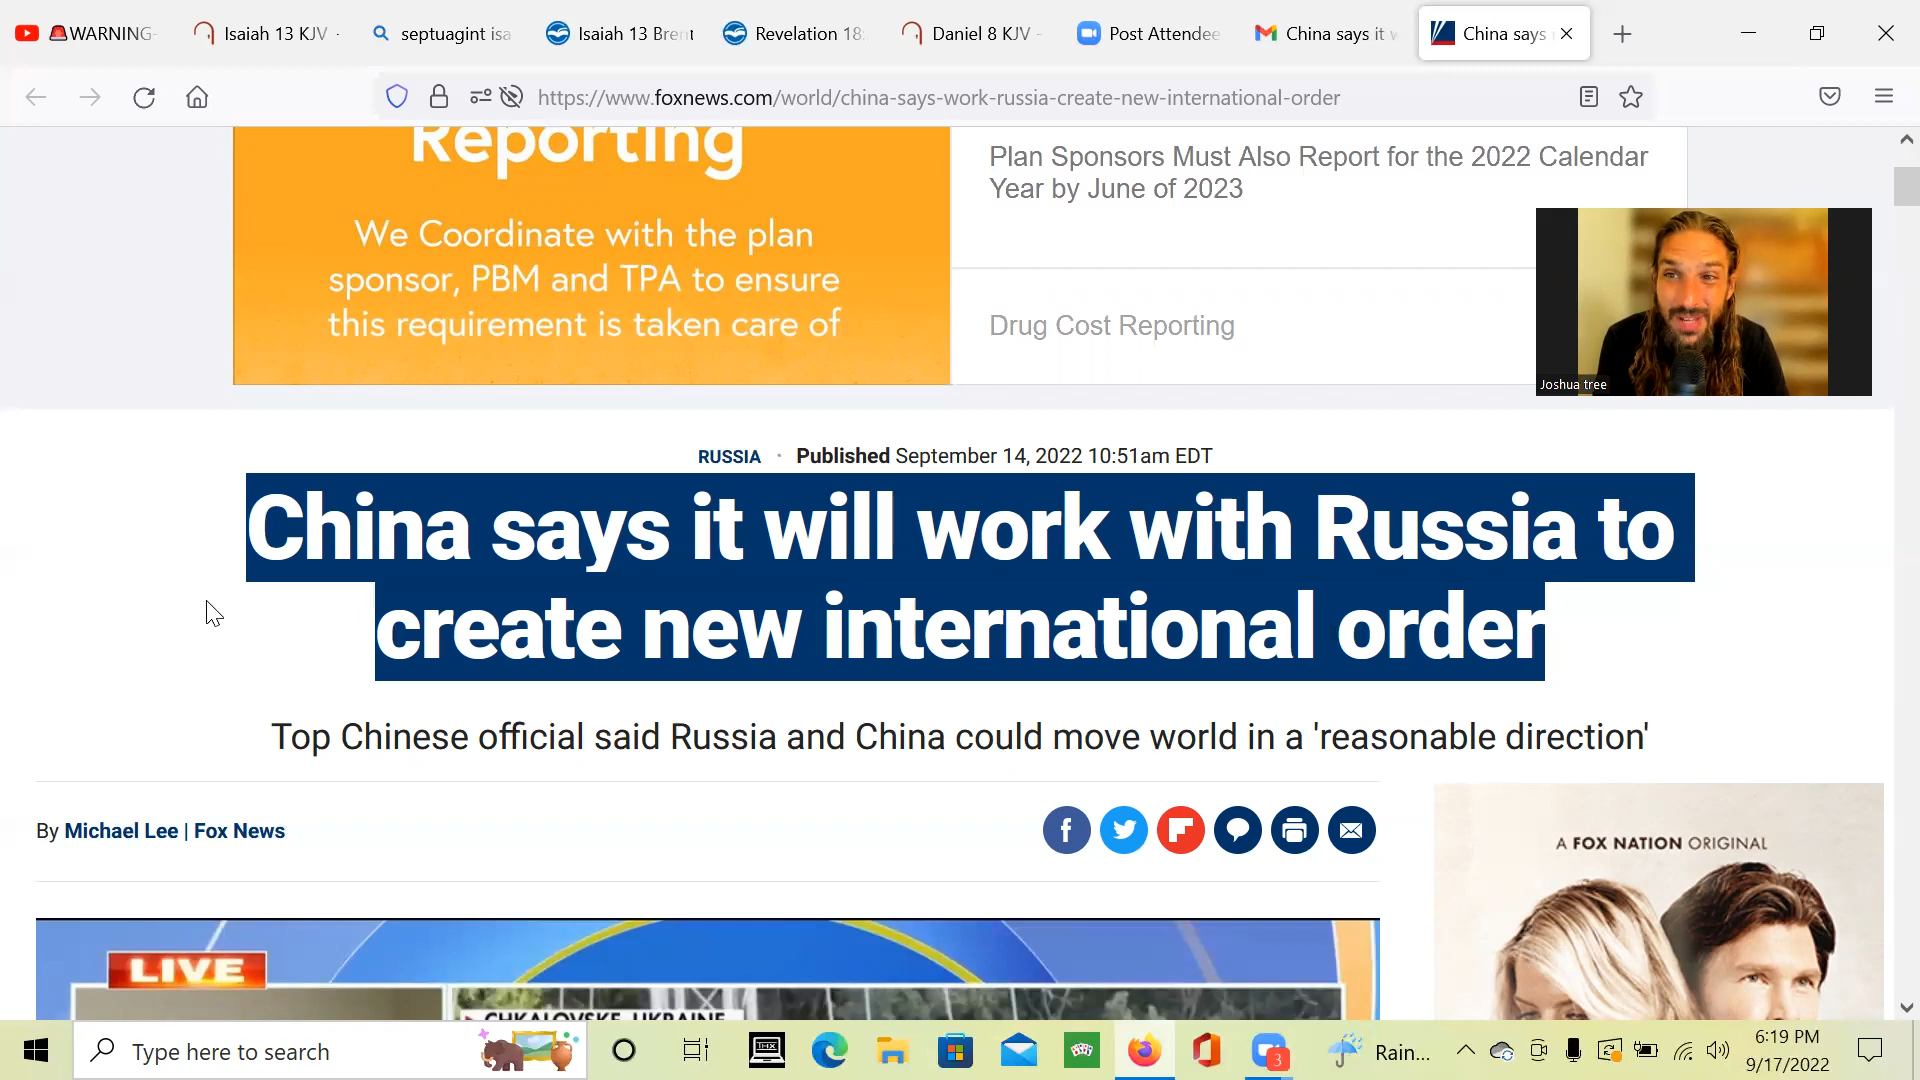 WARNING-
Isaiah 13 KJV
septuagint isa
Isaiah 13 Brent
Revelation 18:
Daniel 8 KJV -
Post Attendee
China says it w
China says
https://www.foxnews.com/world/china-says-work-russia-create-new-international-order
Reporting
We Coordinate with the plan
sponsor, PBM and TPA to ensure
this requirement is taken care of
Plan Sponsors Must Also Report for the 2022 Calendar
Year by June of 2023
Drug Cost Reporting
Joshua tree
RUSSIA · Published September 14, 2022 10:51am EDT
China says it will work with Russia to
create new international order
Top Chinese official said Russia and China could move world in a 'reasonable direction'
By Michael Lee | Fox News
A FOX NATION ORIGINAL
LIVE
CHKALOVSKE, UKRAINE
Type here to search
THX
3
Rain...
6:19 PM
9/17/2022